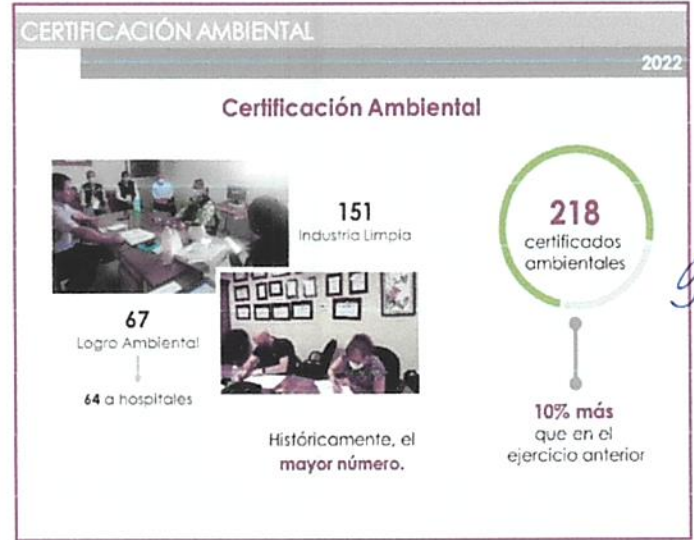 CERTIFICACIÓN AMBIENTAL
2022
Certificación Ambiental
151
Industria Limpia
67
Logro Ambiental
64 a hospitales
Históricamente, el
mayor número.
218
certificados
ambientales
10% más
que en el
ejercicio anterior